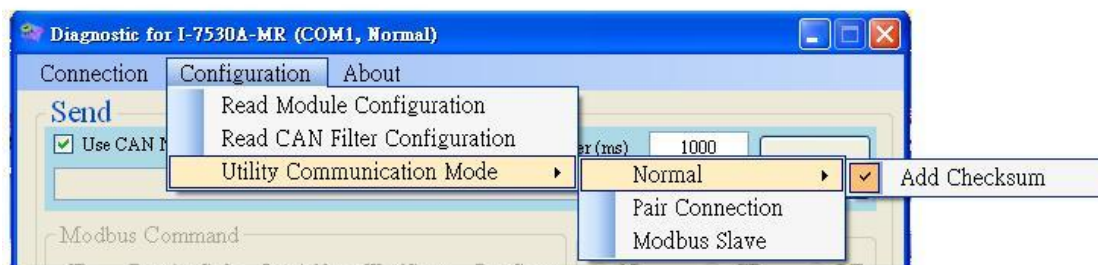 Diagnostic for I-7530A-MR (COM1, Normal)
Connection Configuration About
Send
Read Module Configuration
Use CAN
Read CAN Filter Configuration
(ms) 1000
Utility Communication Mode
Normal
Add Checksum
Pair Connection
Modbus Command
Modbus Slave